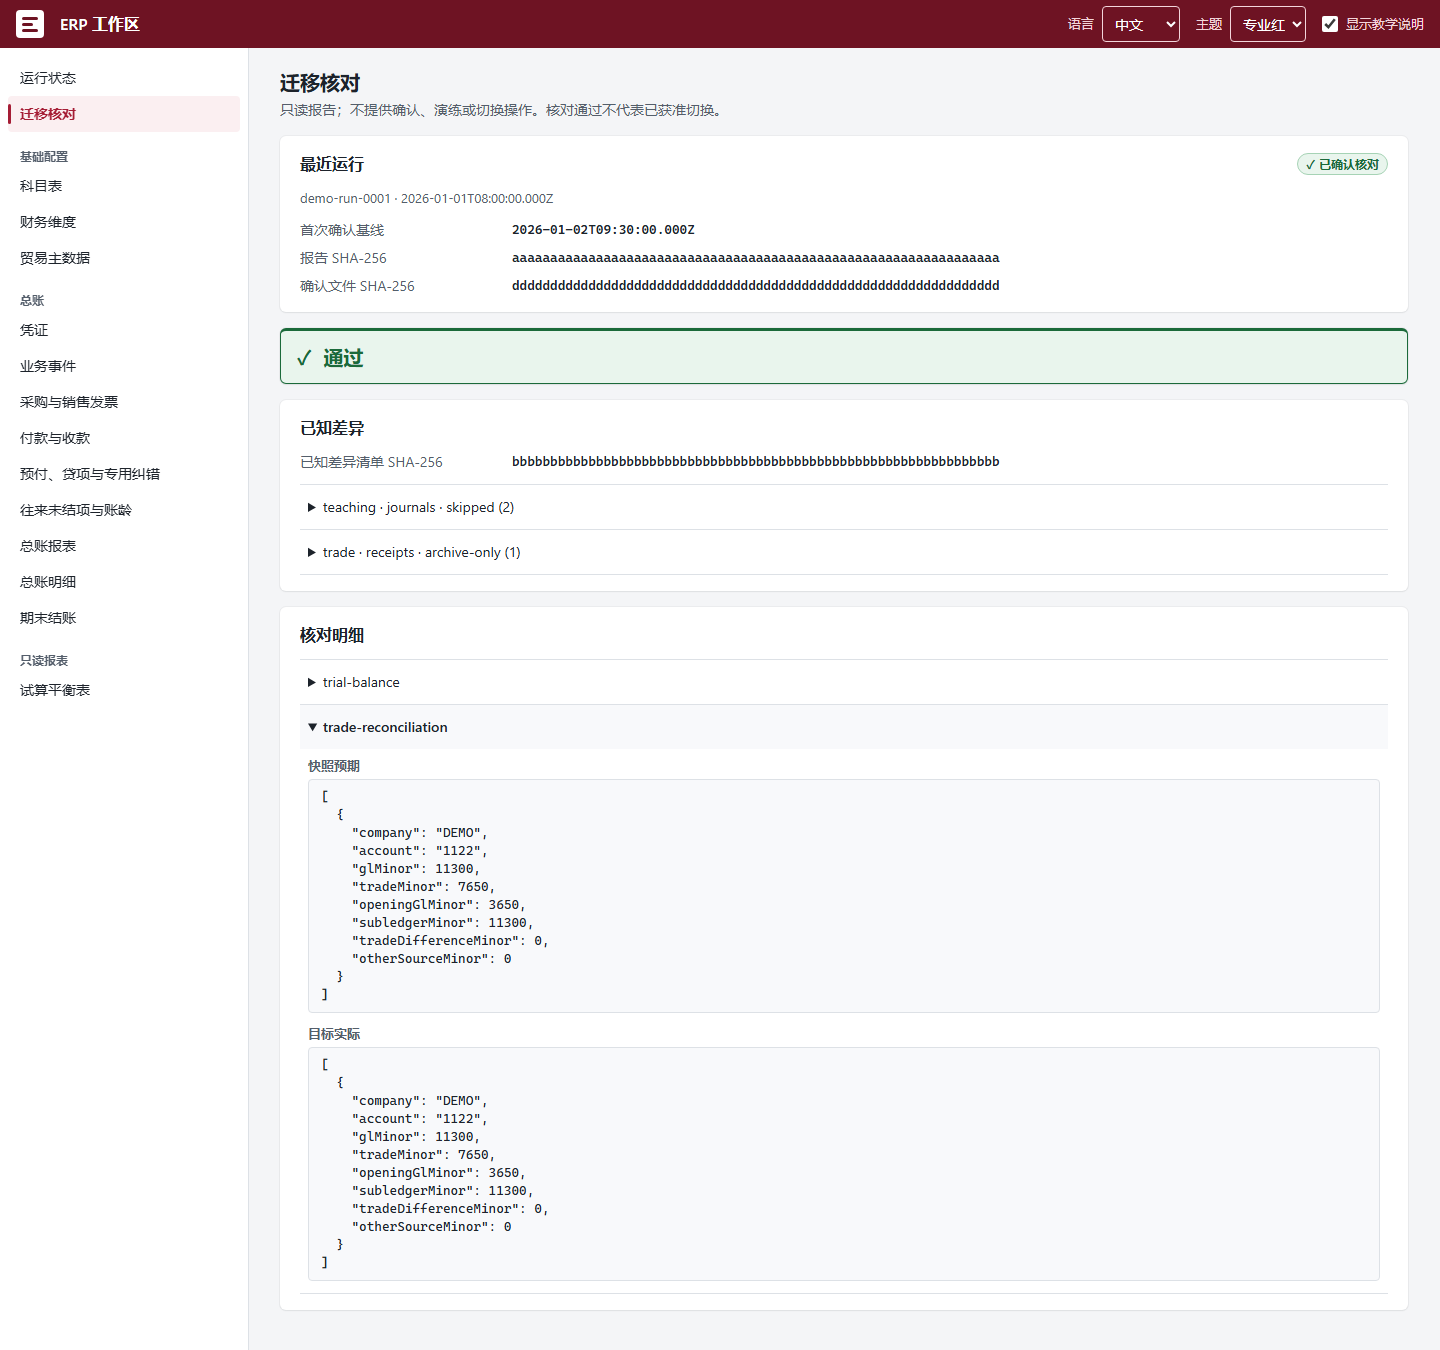 ERP 工作区
语言 中文 主题 专业红 显示教学说明
运行状态
迁移核对
基础配置
科目表
财务维度
贸易主数据
总账
凭证
业务事件
采购与销售发票
付款与收款
预付、贷项与专用纠错
往来未结项与账龄
总账报表
总账明细
期末结账
只读报表
试算平衡表
迁移核对
只读报告；不提供确认、演练或切换操作。核对通过不代表已获准切换。
最近运行
✓ 已确认核对
demo-run-0001 · 2026-01-01T08:00:00.000Z
首次确认基线 2026-01-02T09:30:00.000Z
报告 SHA-256 aaaaaaaaaaaaaaaaaaaaaaaaaaaaaaaaaaaaaaaaaaaaaaaaaaaaaaaaaaaaaaaa
确认文件 SHA-256 dddddddddddddddddddddddddddddddddddddddddddddddddddddddddddddddd
✓ 通过
已知差异
已知差异清单 SHA-256 bbbbbbbbbbbbbbbbbbbbbbbbbbbbbbbbbbbbbbbbbbbbbbbbbbbbbbbbbbbbbbbb
▶ teaching · journals · skipped (2)
▶ trade · receipts · archive-only (1)
核对明细
▶ trial-balance
▼ trade-reconciliation
快照预期
[
{
"company": "DEMO",
"account": "1122",
"glMinor": 11300,
"tradeMinor": 7650,
"openingGlMinor": 3650,
"subledgerMinor": 11300,
"tradeDifferenceMinor": 0,
"otherSourceMinor": 0
}
]
目标实际
[
{
"company": "DEMO",
"account": "1122",
"glMinor": 11300,
"tradeMinor": 7650,
"openingGlMinor": 3650,
"subledgerMinor": 11300,
"tradeDifferenceMinor": 0,
"otherSourceMinor": 0
}
]